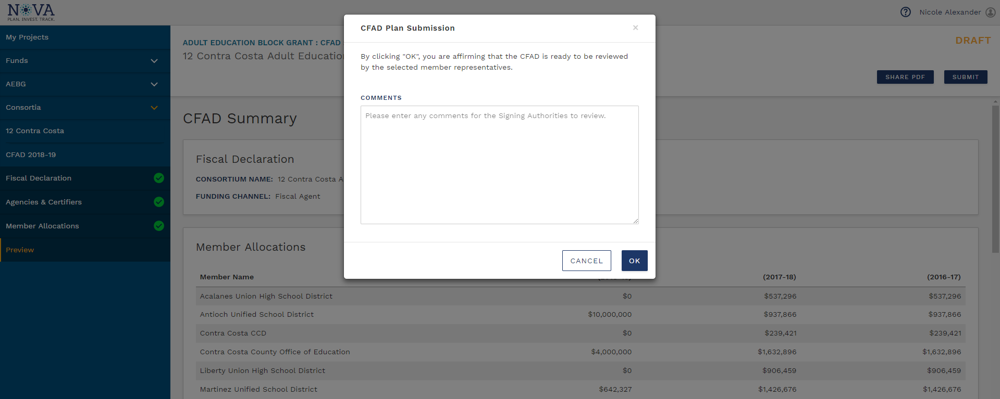 NOVA
PLAN. INVEST. TRACK.
Nicole Alexander
My Projects
Funds
AEBG
Consortia
12 Contra Costa
CFAD 2018-19
Fiscal Declaration
Agencies & Certifiers
Member Allocations
Preview
ADULT EDUCATION BLOCK GRANT : CFAD
12 Contra Costa Adult Education
DRAFT
SHARE PDF
SUBMIT
CFAD Plan Submission
×
By clicking "OK", you are affirming that the CFAD is ready to be reviewed
by the selected member representatives.
COMMENTS
Please enter any comments for the Signing Authorities to review.
CANCEL
OK
CFAD Summary
Fiscal Declaration
CONSORTIUM NAME: 12 Contra Costa A
FUNDING CHANNEL: Fiscal Agent
Member Allocations
Member Name (2017-18) (2016-17)
Acalanes Union High School District $0 $537,296 $537,296
Antioch Unified School District $10,000,000 $937,866 $937,866
Contra Costa CCD $0 $239,421 $239,421
Contra Costa County Office of Education $4,000,000 $1,632,896 $1,632,896
Liberty Union High School District $0 $906,459 $906,459
Martinez Unified School District $642,327 $1,426,676 $1,426,676